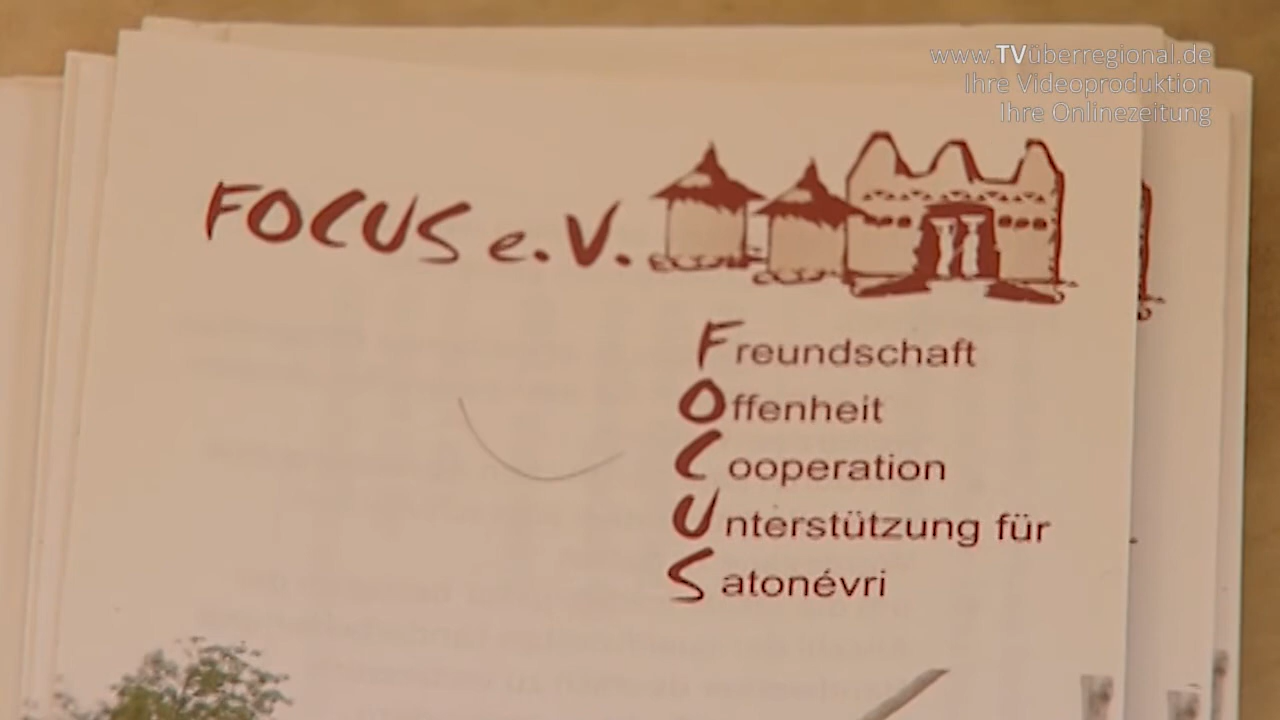 www.TVüberregional.de
Ihre Videoproduktion
Ihre Onlinezeitung
FOCUS e.V.
Freundschaft
Offenheit
Cooperation
Unterstützung für
Satonévri